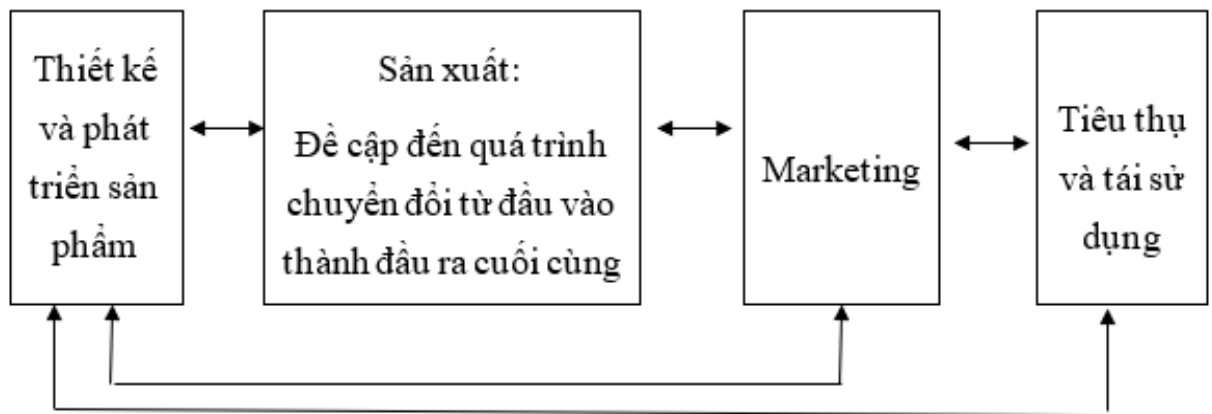 Thiết kế
và phát
triển sản
phẩm
Sản xuất:
Đề cập đến quá trình
chuyển đổi từ đầu vào
thành đầu ra cuối cùng
Marketing
Tiêu thụ
và tái sử
dụng